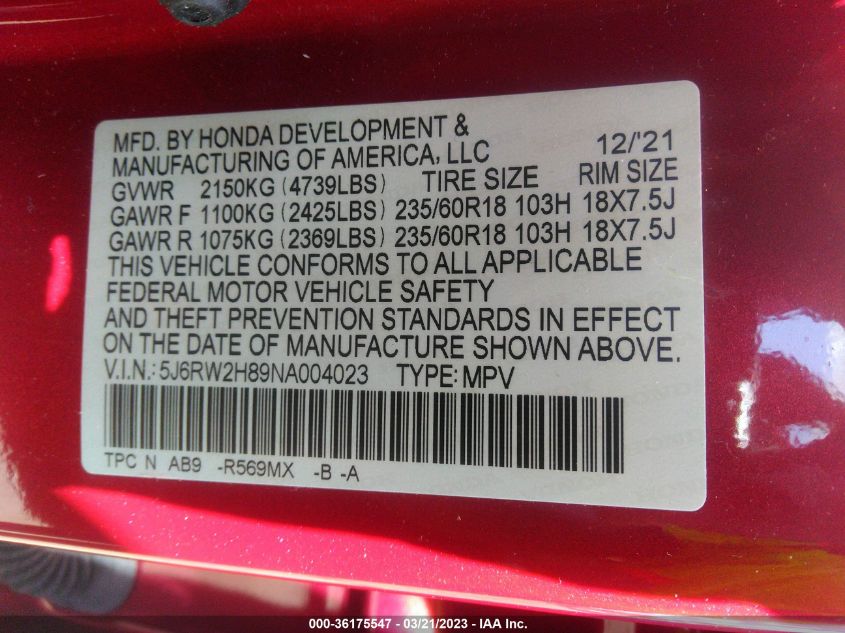 MFD. BY HONDA DEVELOPMENT &
MANUFACTURING OF AMERICA, LLC 12/'21
GVWR 2150KG (4739LBS) TIRE SIZE RIM SIZE
GAWR F 1100KG (2425LBS) 235/60R18 103H 18X7.5J
GAWR R 1075KG (2369LBS) 235/60R18 103H 18X7.5J
THIS VEHICLE CONFORMS TO ALL APPLICABLE
FEDERAL MOTOR VEHICLE SAFETY
AND THEFT PREVENTION STANDARDS IN EFFECT
ON THE DATE OF MANUFACTURE SHOWN ABOVE.
V.I.N.: 5J6RW2H89NA004023 TYPE: MPV
TPC N AB9 -R569MX -B -A
000-36175547 - 03/21/2023 - IAA Inc.